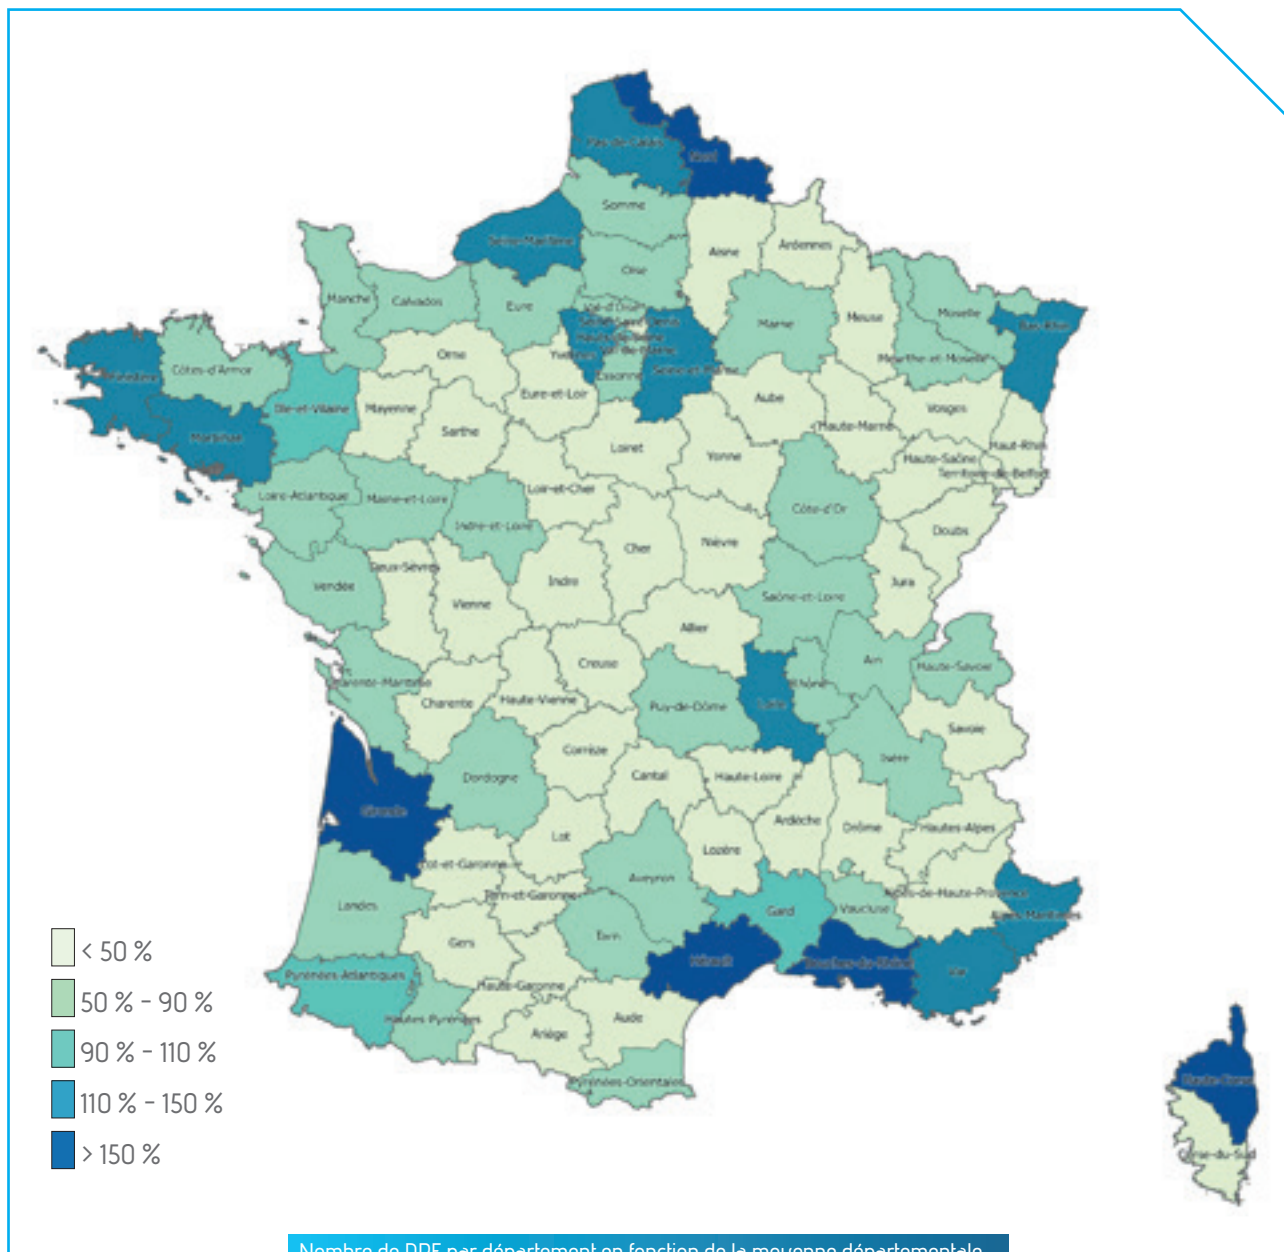 Pas-de-Calais
Nord
Somme
Seine-Maritime
Oise
Aisne
Ardennes
Manche
Calvados
Eure
Val-d'Oise
Seine-Saint-Denis
Hauts-de-Seine
Val-de-Marne
Yvelines
Essonne
Seine-et-Marne
Marne
Meuse
Moselle
Meurthe-et-Moselle
Bas-Rhin
Finistère
Côtes-d'Armor
Ille-et-Vilaine
Morbihan
Orne
Mayenne
Sarthe
Eure-et-Loir
Loiret
Yonne
Aube
Haute-Marne
Vosges
Haut-Rhin
Haute-Saône
Territoire-de-Belfort
Loire-Atlantique
Maine-et-Loire
Indre-et-Loire
Loir-et-Cher
Cher
Nièvre
Côte-d'Or
Doubs
Jura
Vendée
Deux-Sèvres
Vienne
Indre
Saône-et-Loire
Allier
Creuse
Haute-Vienne
Charente-Maritime
Charente
Puy-de-Dôme
Loire
Rhône
Ain
Haute-Savoie
Savoie
Isère
Corrèze
Dordogne
Cantal
Haute-Loire
Gironde
Lot
Ardèche
Drôme
Hautes-Alpes
Lot-et-Garonne
Lozère
Aveyron
Tarn-et-Garonne
Landes
Gard
Vaucluse
Alpes-de-Haute-Provence
Alpes-Maritimes
Gers
Tarn
Hérault
Bouches-du-Rhône
Var
Pyrénées-Atlantiques
Haute-Garonne
Hautes-Pyrénées
Ariège
Aude
Pyrénées-Orientales
Haute-Corse
Corse-du-Sud
< 50 %
50 % - 90 %
90 % - 110 %
110 % - 150 %
> 150 %
Nombre de DPE par département en fonction de la moyenne départementale